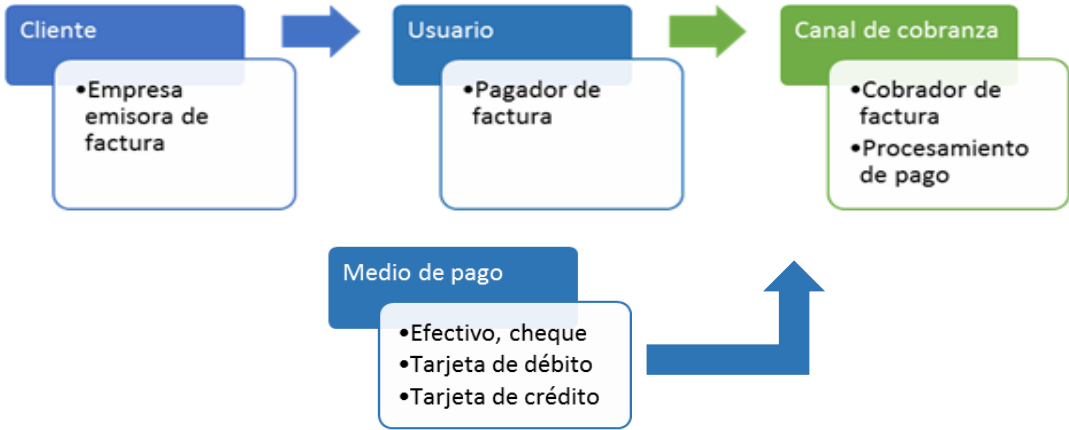 Cliente
•Empresa
emisora de
factura
Usuario
•Pagador de
factura
Canal de cobranza
•Cobrador de
factura
•Procesamiento
de pago
Medio de pago
•Efectivo, cheque
•Tarjeta de débito
•Tarjeta de crédito